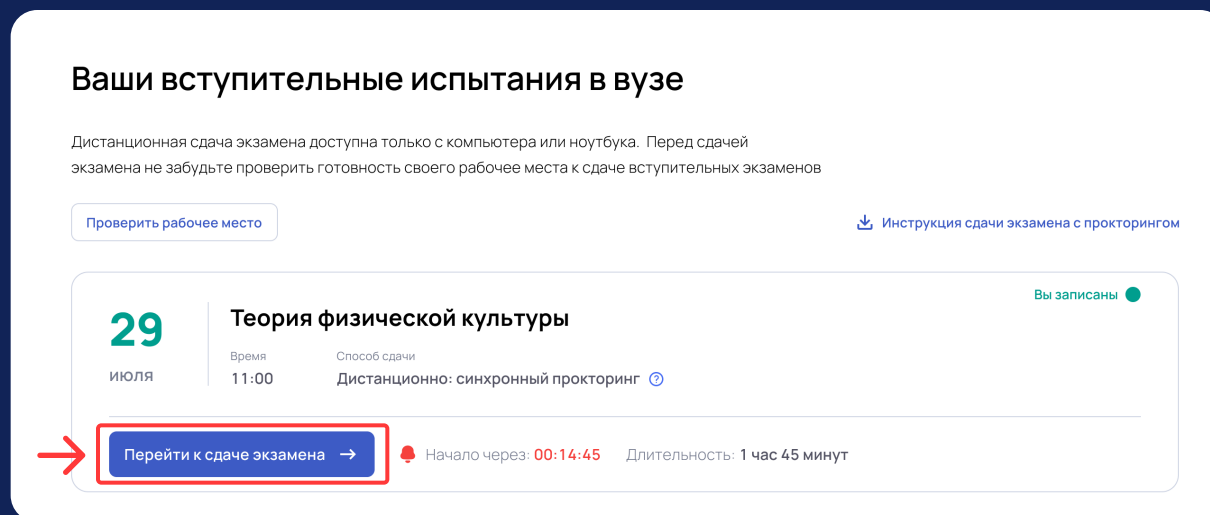 Ваши вступительные испытания в вузе
Дистанционная сдача экзамена доступна только с компьютера или ноутбука. Перед сдачей
экзамена не забудьте проверить готовность своего рабочее места к сдаче вступительных экзаменов
Проверить рабочее место
Инструкция сдачи экзамена с прокторингом
Вы записаны
29
ИЮЛЯ
Теория физической культуры
Время
11:00
Способ сдачи
Дистанционно: синхронный прокторинг ?
Перейти к сдаче экзамена →
Начало через: 00:14:45
Длительность: 1 час 45 минут